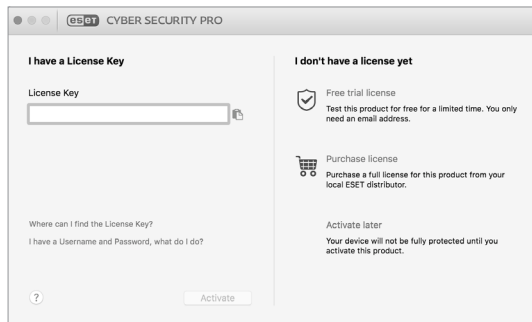 eset CYBER SECURITY PRO
I have a License Key
License Key
Where can I find the License Key?
I have a Username and Password, what do I do?
?
Activate
I don't have a license yet
Free trial license
Test this product for free for a limited time. You only
need an email address.
Purchase license
Purchase a full license for this product from your
local ESET distributor.
Activate later
Your device will not be fully protected until you
activate this product.